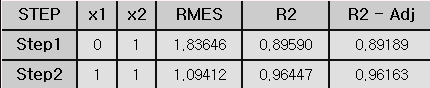 STEP x1 x2 RMES R2 R2 - Adj
Step1 0 1 1,83646 0,89590 0,89189
Step2 1 1 1,09412 0,96447 0,96163